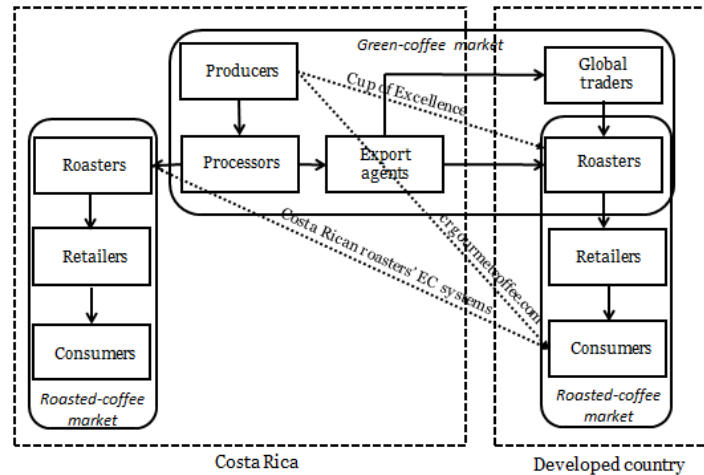 Green-coffee market
Producers
Global
traders
Cup of Excellence
Roasters
Processors
Export
agents
Roasters
crgourmetcoffee.com
Costa Rican roasters' EC systems
Retailers
Retailers
Consumers
Consumers
Roasted-coffee
market
Roasted-coffee
market
Costa Rica
Developed country